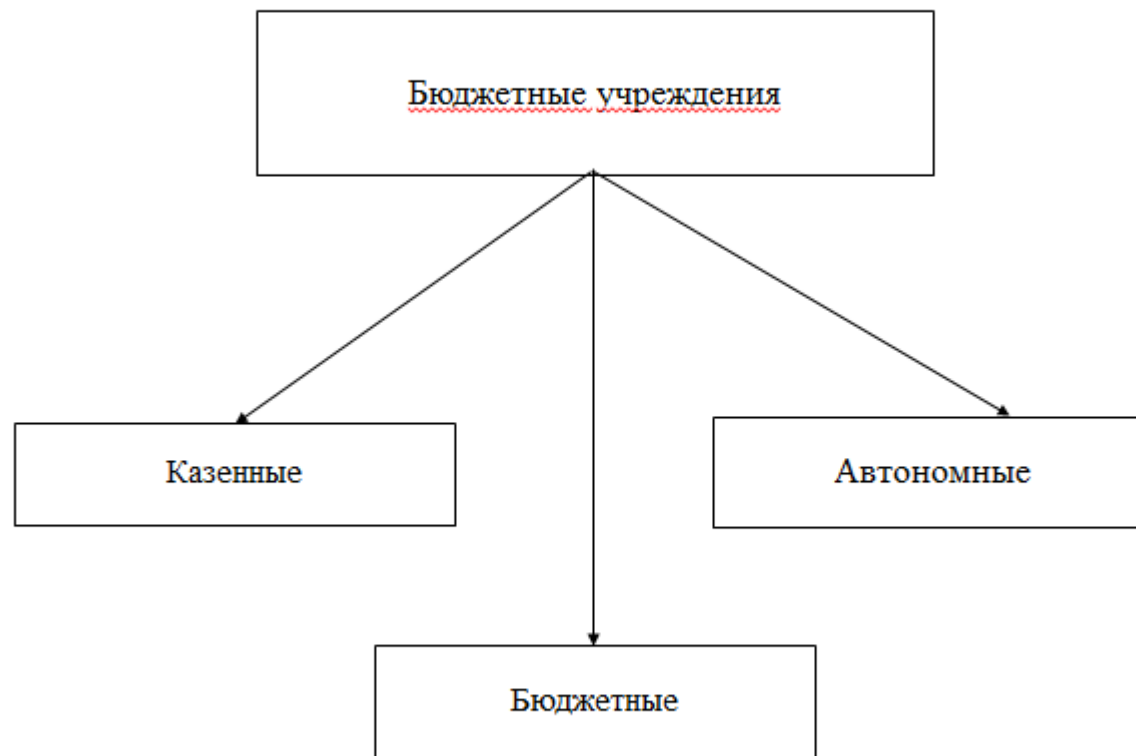 Бюджетные учреждения
Казенные
Автономные
Бюджетные